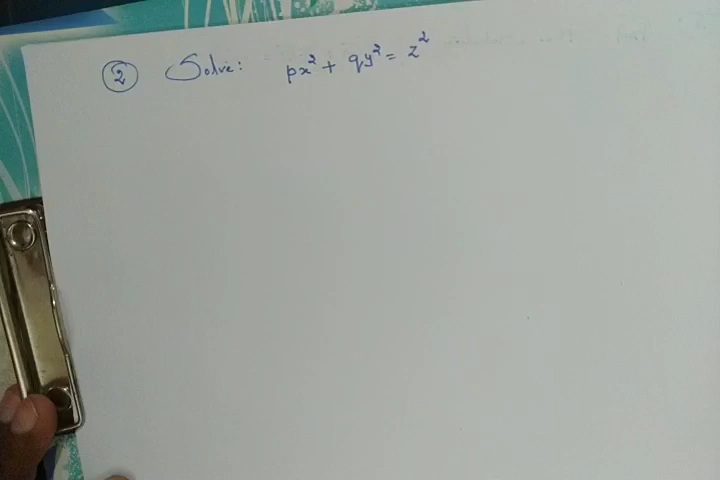 ② Solve: px² + qy² = z²